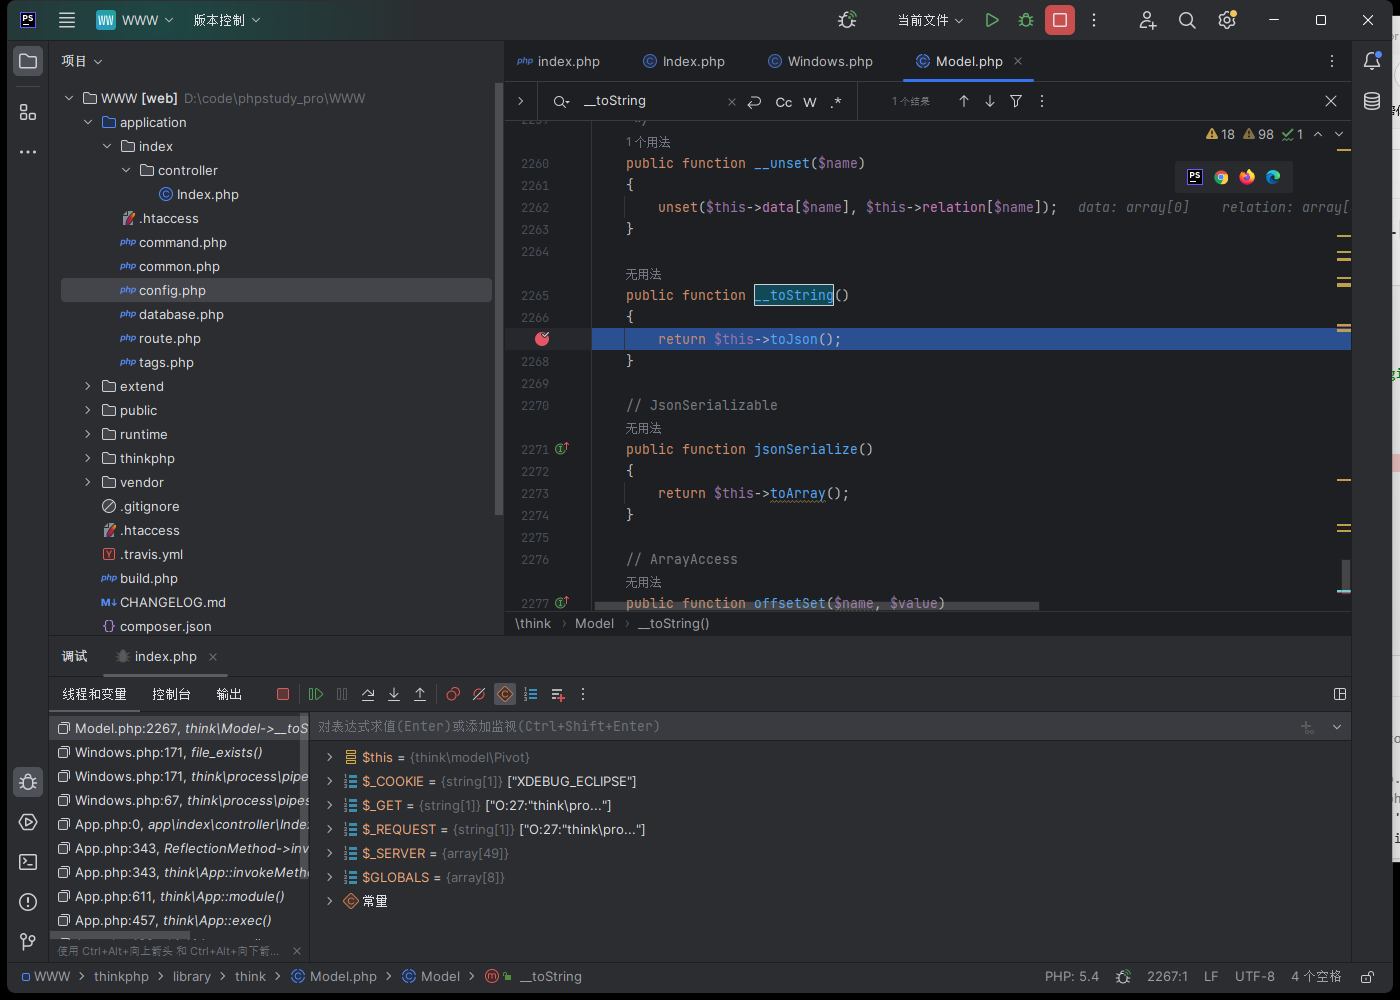 PS WW WWW 版本控制 当前文件
项目
WWW [web] D:\code\phpstudy_pro\WWW
application
index
controller
Index.php
.htaccess
php command.php
php common.php
php config.php
php database.php
php route.php
php tags.php
extend
public
runtime
thinkphp
vendor
.gitignore
.htaccess
.travis.yml
php build.php
M↓ CHANGELOG.md
composer.json
php index.php Index.php Windows.php Model.php
__toString Cc W .* 1 个结果
18 98 1
1 个用法
2260 public function __unset($name)
2261 {
2262 unset($this->data[$name], $this->relation[$name]); data: array[0] relation: array[
2263 }
2264
无用法
2265 public function __toString()
2266 {
return $this->toJson();
2268 }
2269
2270 // JsonSerializable
无用法
2271 public function jsonSerialize()
2272 {
2273 return $this->toArray();
2274 }
2275
2276 // ArrayAccess
无用法
2277 public function offsetSet($name, $value)
\think Model __toString()
调试 index.php
线程和变量 控制台 输出
Model.php:2267, think\Model->__toS
Windows.php:171, file_exists()
Windows.php:171, think\process\pipe
Windows.php:67, think\process\pipes
App.php:0, app\index\controller\Inde
App.php:343, ReflectionMethod->inv
App.php:343, think\App::invokeMeth
App.php:611, think\App::module()
App.php:457, think\App::exec()
使用 Ctrl+Alt+向上箭头 和 Ctrl+Alt+向下箭...
对表达式求值(Enter)或添加监视(Ctrl+Shift+Enter)
$this = {think\model\Pivot}
$_COOKIE = {string[1]} ["XDEBUG_ECLIPSE"]
$_GET = {string[1]} ["O:27:"think\pro..."]
$_REQUEST = {string[1]} ["O:27:"think\pro..."]
$_SERVER = {array[49]}
$GLOBALS = {array[8]}
常量
WWW thinkphp library think Model.php Model __toString PHP: 5.4 2267:1 LF UTF-8 4 个空格